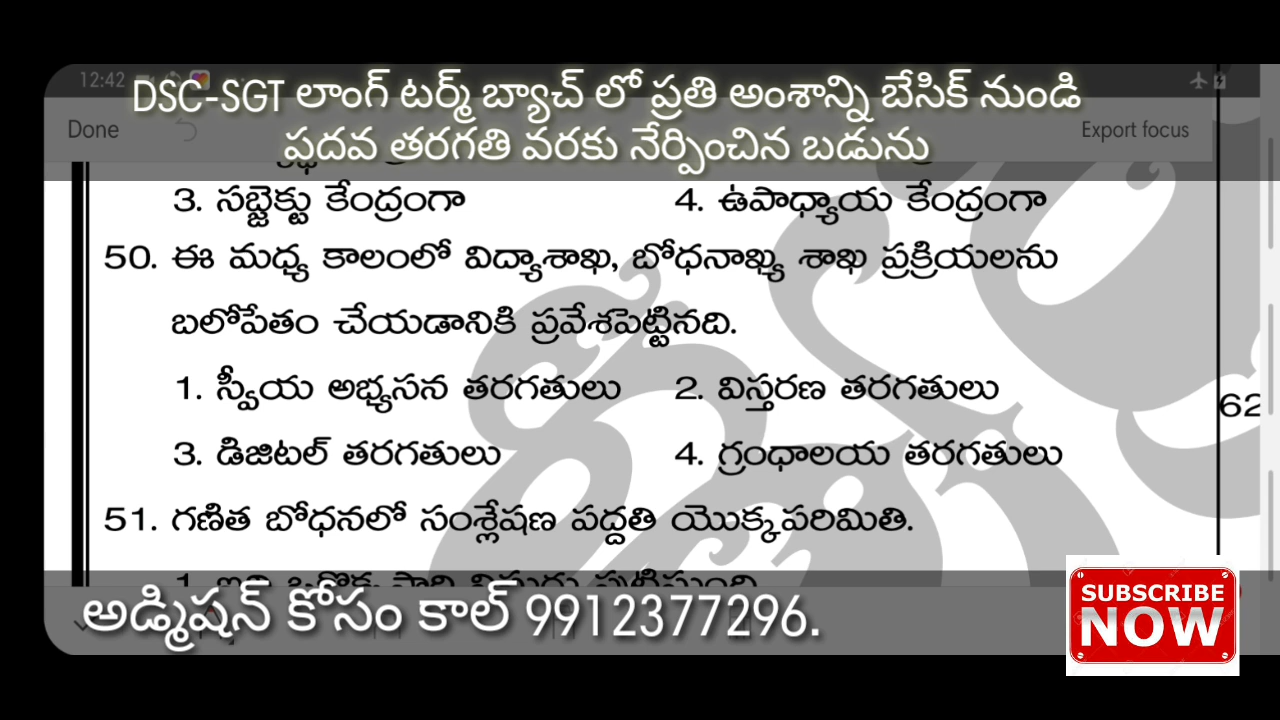 12:42
DSC-SGT లాంగ్ టర్మ్ బ్యాచ్ లో ప్రతి అంశాన్ని బేసిక్ నుండి
Done
Export focus
పదవ తరగతి వరకు నేర్పించిన బడును
3. సబ్జెక్టు కేంద్రంగా 4. ఉపాధ్యాయ కేంద్రంగా
50. ఈ మధ్య కాలంలో విద్యాశాఖ, బోధనాఖ్య శాఖ ప్రక్రియలను
బలోపేతం చేయడానికి ప్రవేశపెట్టినది.
1. స్వీయ అభ్యసన తరగతులు 2. విస్తరణ తరగతులు
62
3. డిజిటల్ తరగతులు 4. గ్రంధాలయ తరగతులు
51. గణిత బోధనలో సంశ్లేషణ పద్దతి యొక్కపరిమితి.
అడ్మిషన్ కోసం కాల్ 9912377296.
SUBSCRIBE
NOW